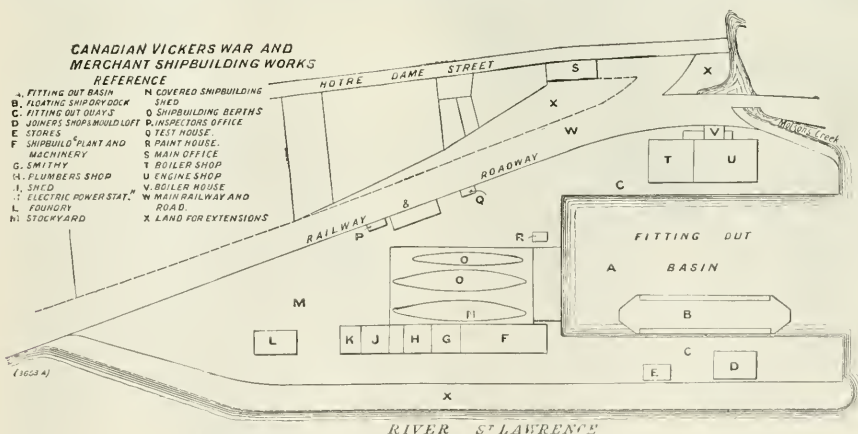 CANADIAN VICKERS WAR AND
MERCHANT SHIPBUILDING WORKS
REFERENCE
A. FITTING OUT BASIN
B. FLOATING SHIP DRY DOCK
C. FITTING OUT QUAYS
D JOINERS SHOP & MOULD LOFT
E STORES
F SHIPBUILDG PLANT AND
MACHINERY
G. SMITHY
H. PLUMBERS SHOP
SHED
ELECTRIC POWER STAT.N
L FOUNDRY
M STOCKYARD
N COVERED SHIPBUILDING
SHED
O SHIPBUILDING BERTHS
P. INSPECTORS OFFICE
Q TEST HOUSE.
R PAINT HOUSE.
S MAIN OFFICE
T BOILER SHOP
U ENGINE SHOP
V. BOILER HOUSE
W MAIN RAILWAY AND
ROAD.
X LAND FOR EXTENSIONS
NOTRE DAME STREET
S
X
X
W
Moltons Creek
V
T U
C
RAILWAY ROADWAY
Q
&
P
R.
FITTING OUT
A BASIN
O
O
N
M
B
L
K J H G F
C
E. D
(3663 A)
X
RIVER ST LAWRENCE